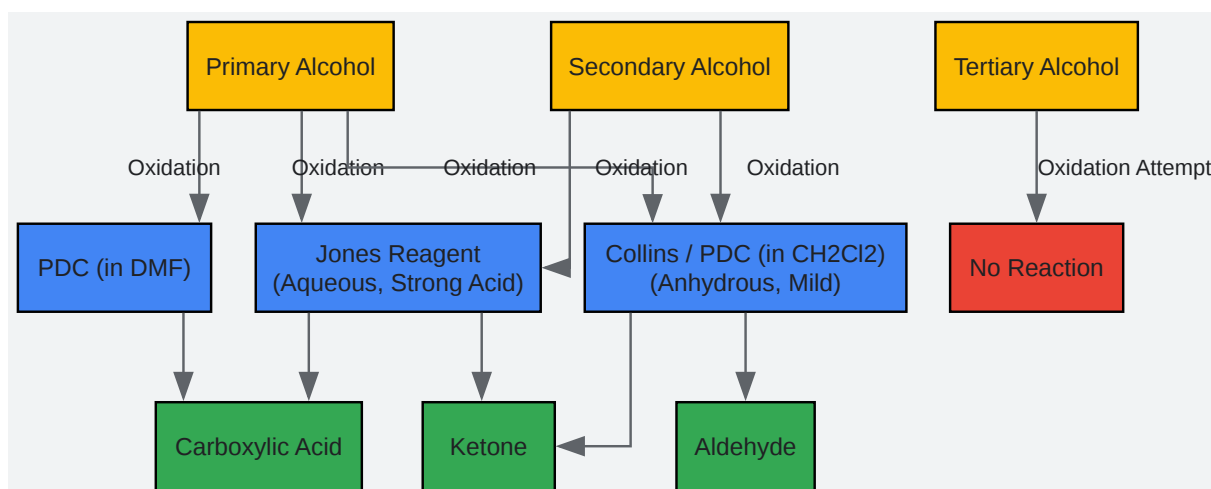 Primary Alcohol
Secondary Alcohol
Tertiary Alcohol
Oxidation
Oxidation
Oxidation
Oxidation
Oxidation
Oxidation Attempt
PDC (in DMF)
Jones Reagent
(Aqueous, Strong Acid)
Collins / PDC (in CH2Cl2)
(Anhydrous, Mild)
No Reaction
Carboxylic Acid
Ketone
Aldehyde